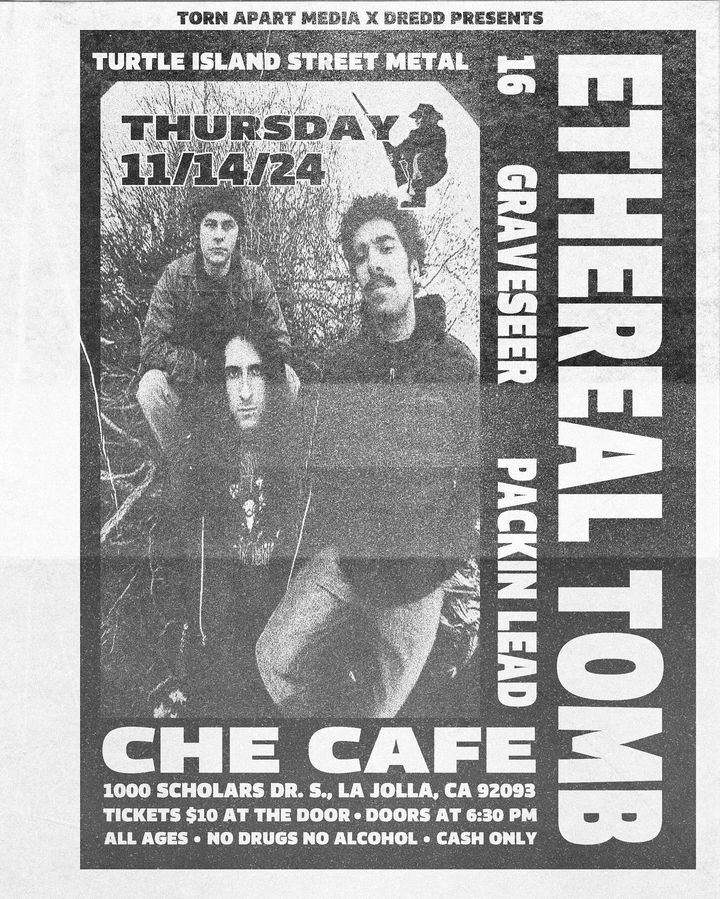 TORN APART MEDIA X DREDD PRESENTS
TURTLE ISLAND STREET METAL
THURSDAY
11/14/24
16
GRAVESEER
PACKIN LEAD
ETHEREAL TOMB
CHE CAFE
1000 SCHOLARS DR. S., LA JOLLA, CA 92093
TICKETS $10 AT THE DOOR • DOORS AT 6:30 PM
ALL AGES • NO DRUGS NO ALCOHOL • CASH ONLY